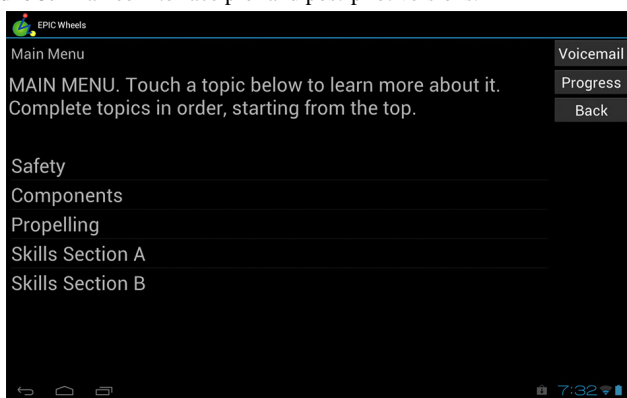 EPIC Wheels
Main Menu
Voicemail
MAIN MENU. Touch a topic below to learn more about it.
Complete topics in order, starting from the top.
Progress
Back
Safety
Components
Propelling
Skills Section A
Skills Section B
7:32